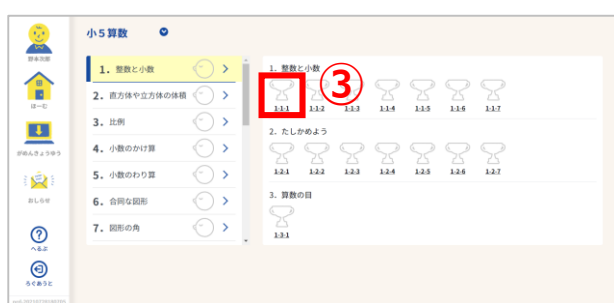 野本次郎
ほーむ
がめんきょうゆう
おしらせ
へるぷ
ろぐあうと
小5算数
1. 整数と小数
2. 直方体や立方体の体積
3. 比例
4. 小数のかけ算
5. 小数のわり算
6. 合同な図形
7. 図形の角
1. 整数と小数
③
1-1-1 1-1-2 1-1-3 1-1-4 1-1-5 1-1-6 1-1-7
2. たしかめよう
1-2-1 1-2-2 1-2-3 1-2-4 1-2-5 1-2-6 1-2-7
3. 算数の目
1-3-1